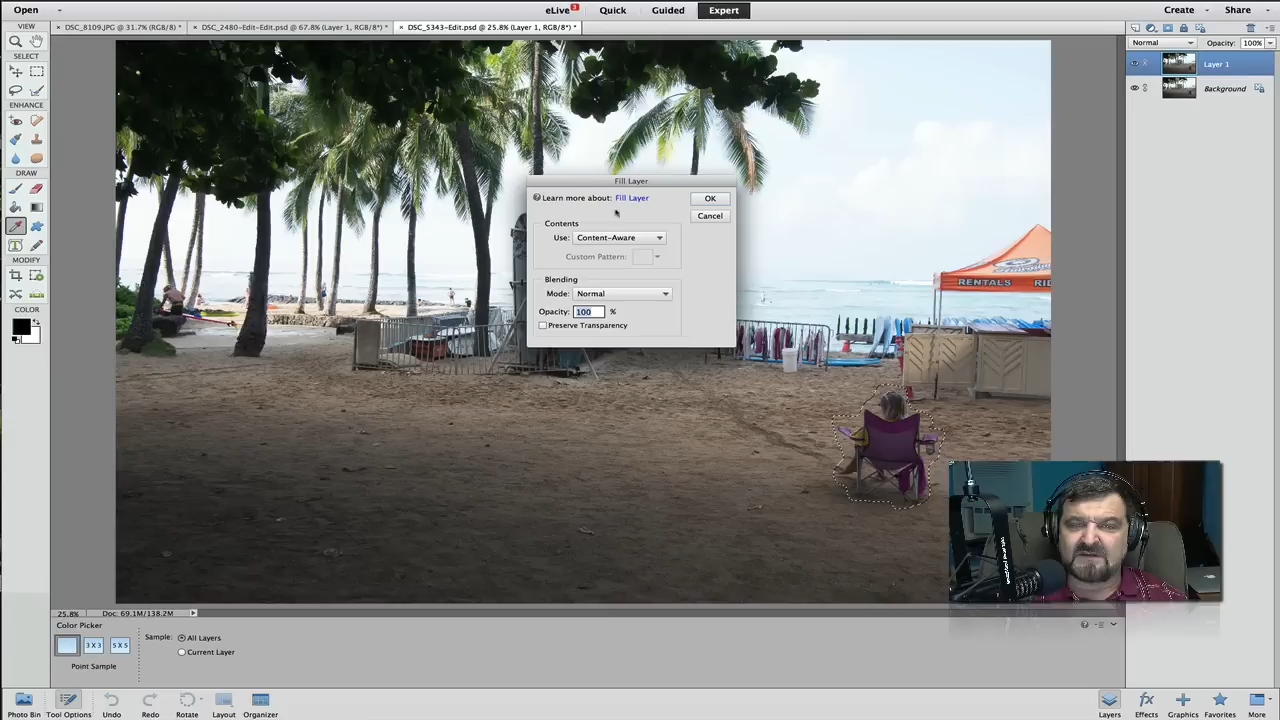 Open
eLive
3
Quick
Guided
Expert
Create
Share
VIEW
× DSC_8109.JPG @ 31.7% (RGB/8) *
× DSC_2480-Edit-Edit.psd @ 67.8% (Layer 1, RGB/8) *
× DSC_5343-Edit.psd @ 25.8% (Layer 1, RGB/8) *
SELECT
ENHANCE
DRAW
MODIFY
COLOR
Normal
Opacity: 100%
Layer 1
Background
Fill Layer
Learn more about: Fill Layer
OK
Cancel
Contents
Use: Content-Aware
Custom Pattern:
Blending
Mode: Normal
Opacity: 100 %
Preserve Transparency
RENTALS
25.8%
Doc: 69.1M/138.2M
Color Picker
3 X 3
5 X 5
Point Sample
Sample:
All Layers
Current Layer
Photo Bin
Tool Options
Undo
Redo
Rotate
Layout
Organizer
Layers
Effects
Graphics
Favorites
More